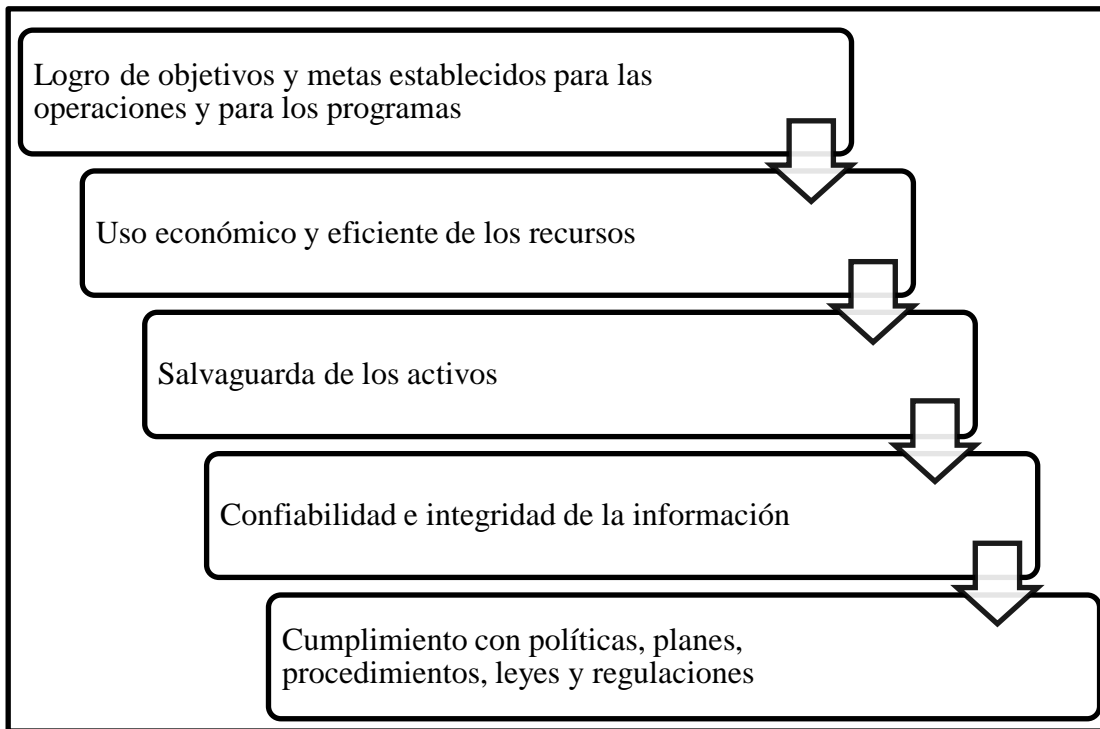 Logro de objetivos y metas establecidos para las
operaciones y para los programas
Uso económico y eficiente de los recursos
Salvaguarda de los activos
Confiabilidad e integridad de la información
Cumplimiento con políticas, planes,
procedimientos, leyes y regulaciones